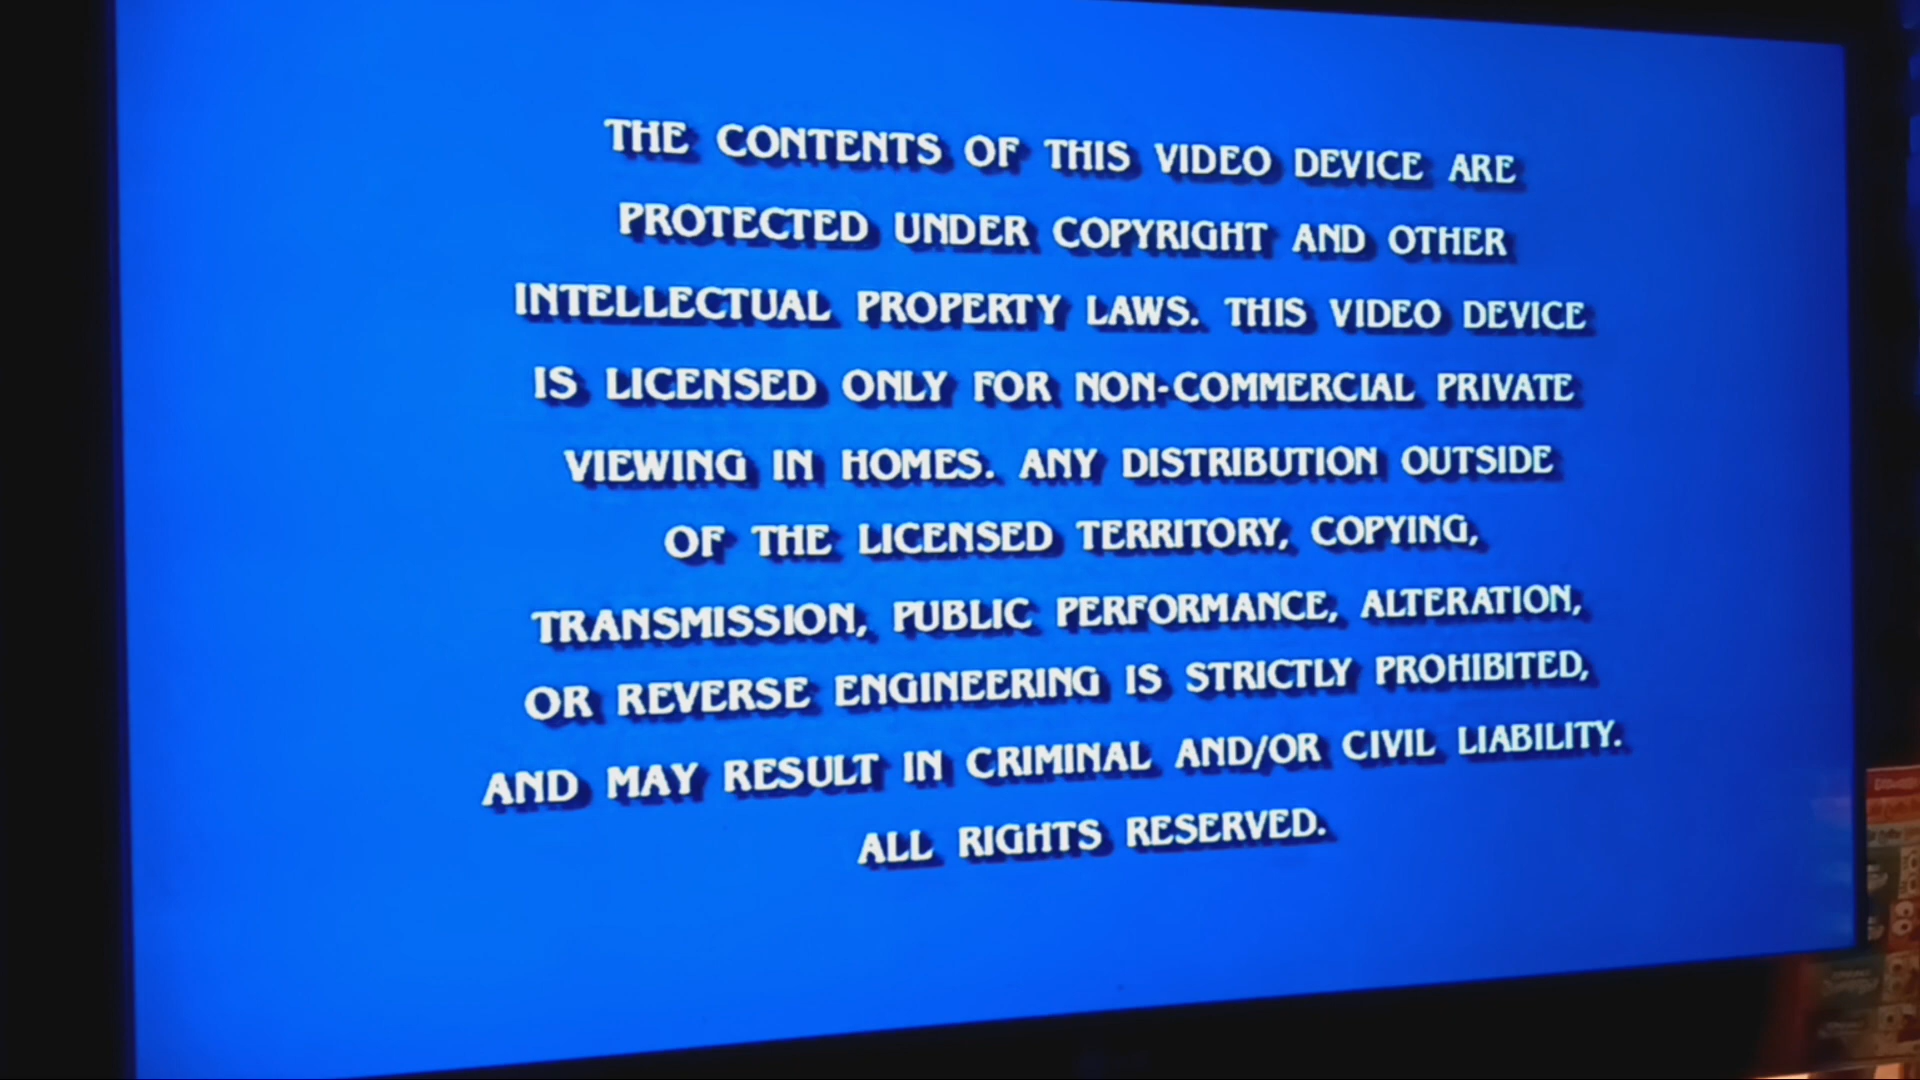 THE CONTENTS OF THIS VIDEO DEVICE ARE
PROTECTED UNDER COPYRIGHT AND OTHER
INTELLECTUAL PROPERTY LAWS. THIS VIDEO DEVICE
IS LICENSED ONLY FOR NON-COMMERCIAL PRIVATE
VIEWING IN HOMES. ANY DISTRIBUTION OUTSIDE
OF THE LICENSED TERRITORY, COPYING,
TRANSMISSION, PUBLIC PERFORMANCE, ALTERATION,
OR REVERSE ENGINEERING IS STRICTLY PROHIBITED,
AND MAY RESULT IN CRIMINAL AND/OR CIVIL LIABILITY.
ALL RIGHTS RESERVED.